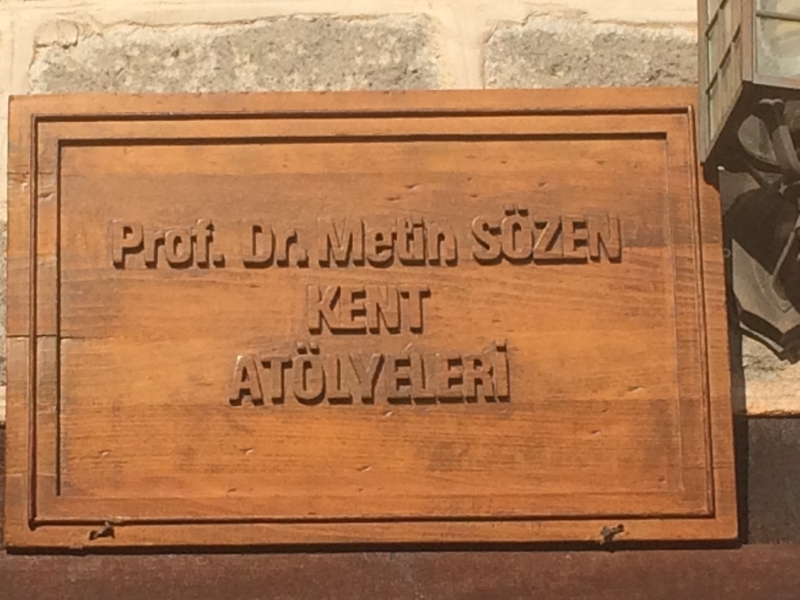 Prof. Dr. Metin SÖZEN
KENT
ATÖLYELERİ